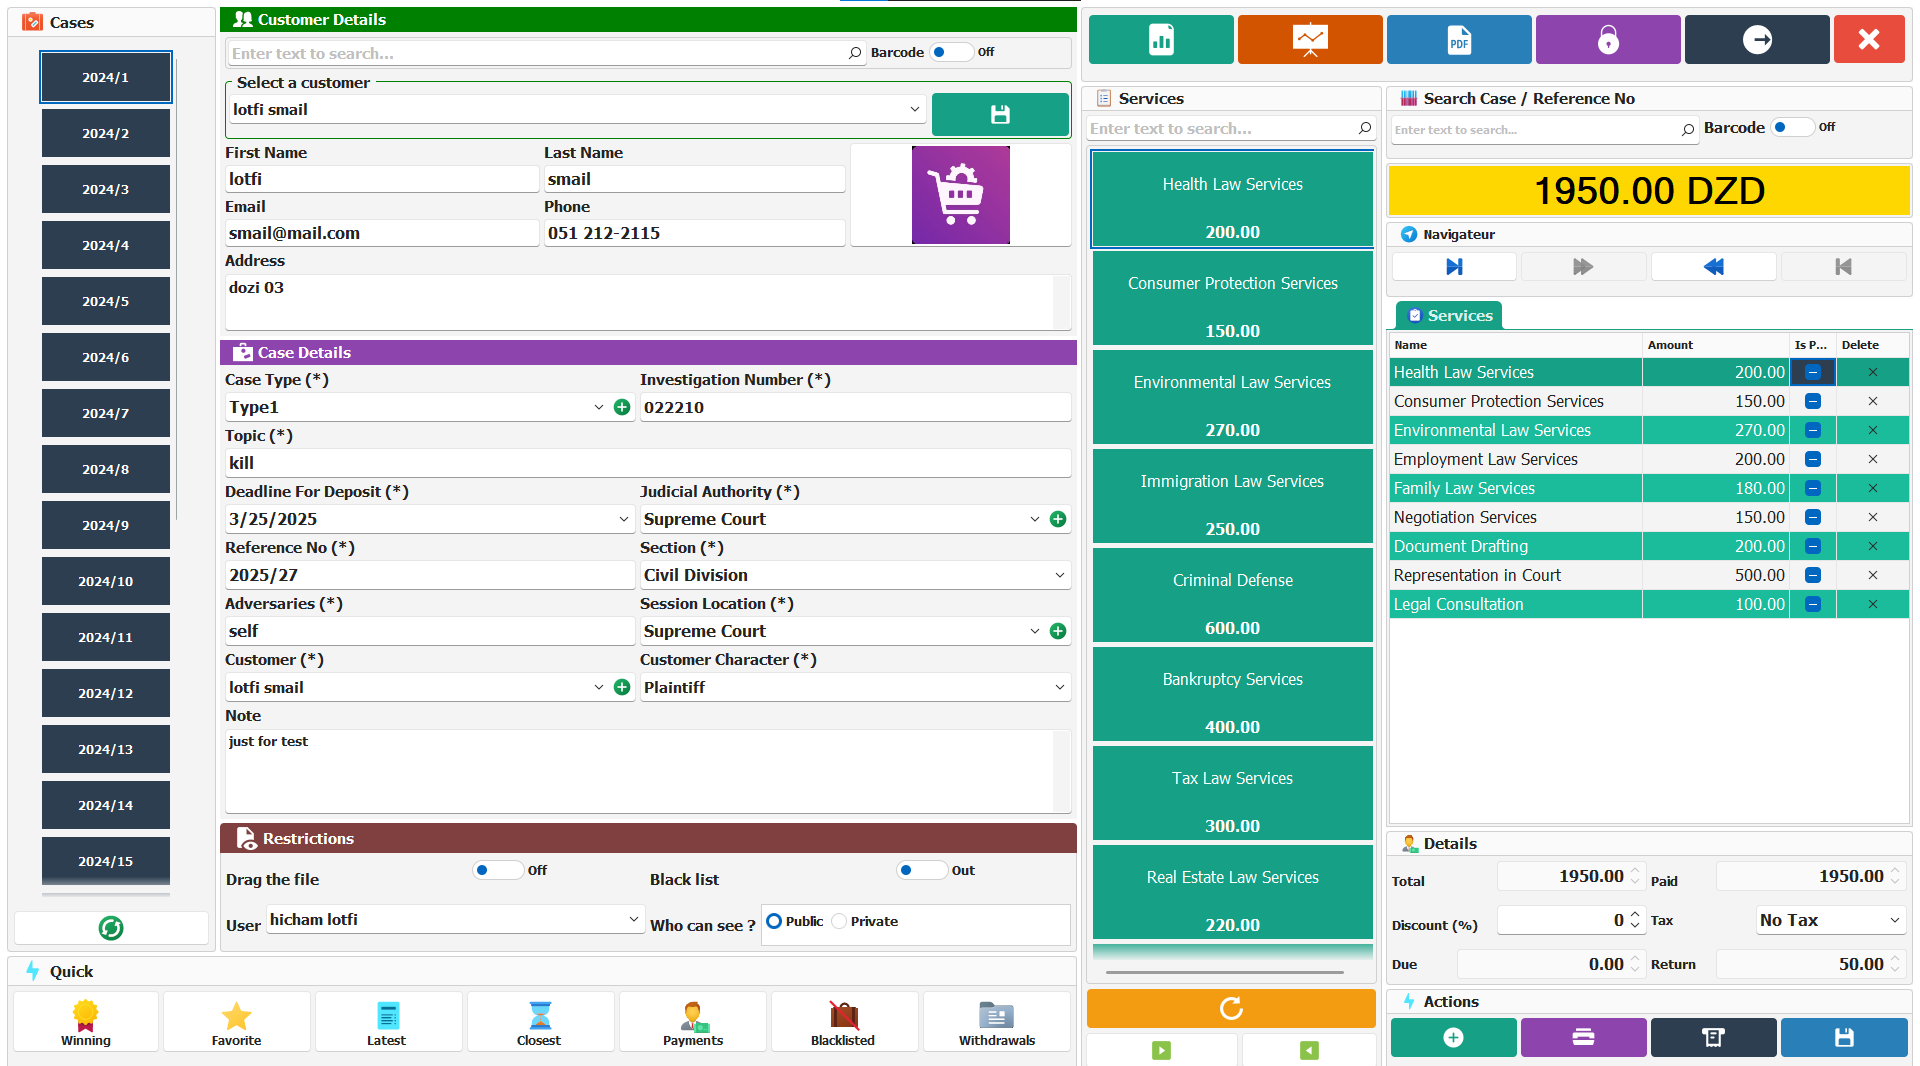 Cases
2024/1
2024/2
2024/3
2024/4
2024/5
2024/6
2024/7
2024/8
2024/9
2024/10
2024/11
2024/12
2024/13
2024/14
2024/15
Customer Details
Enter text to search...
Barcode Off
Select a customer
lotfi smail
First Name Last Name
lotfi smail
Email Phone
smail@mail.com 051 212-2115
Address
dozi 03
Case Details
Case Type (*) Investigation Number (*)
Type1 022210
Topic (*)
kill
Deadline For Deposit (*) Judicial Authority (*)
3/25/2025 Supreme Court
Reference No (*) Section (*)
2025/27 Civil Division
Adversaries (*) Session Location (*)
self Supreme Court
Customer (*) Customer Character (*)
lotfi smail Plaintiff
Note
just for test
Restrictions
Drag the file Off Black list Out
User hicham lotfi Who can see ? Public Private
Quick
Winning Favorite Latest Closest Payments Blacklisted Withdrawals
PDF
Services
Enter text to search...
Health Law Services
200.00
Consumer Protection Services
150.00
Environmental Law Services
270.00
Immigration Law Services
250.00
Criminal Defense
600.00
Bankruptcy Services
400.00
Tax Law Services
300.00
Real Estate Law Services
220.00
Search Case / Reference No
Enter text to search...
Barcode Off
1950.00 DZD
Navigateur
Services
Name Amount Is P... Delete
Health Law Services 200.00
Consumer Protection Services 150.00
Environmental Law Services 270.00
Employment Law Services 200.00
Family Law Services 180.00
Negotiation Services 150.00
Document Drafting 200.00
Representation in Court 500.00
Legal Consultation 100.00
Details
Total 1950.00 Paid 1950.00
Discount (%) 0 Tax No Tax
Due 0.00 Return 50.00
Actions